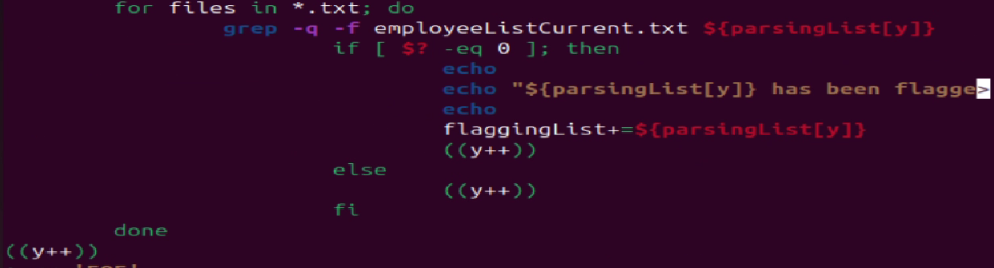 for files in *.txt; do
grep -q -f employeeListCurrent.txt ${parsingList[y]}
if [ $? -eq 0 ]; then
echo
echo "${parsingList[y]} has been flagge>
echo
flaggingList+=${parsingList[y]}
((y++))
else
((y++))
fi
done
((y++))